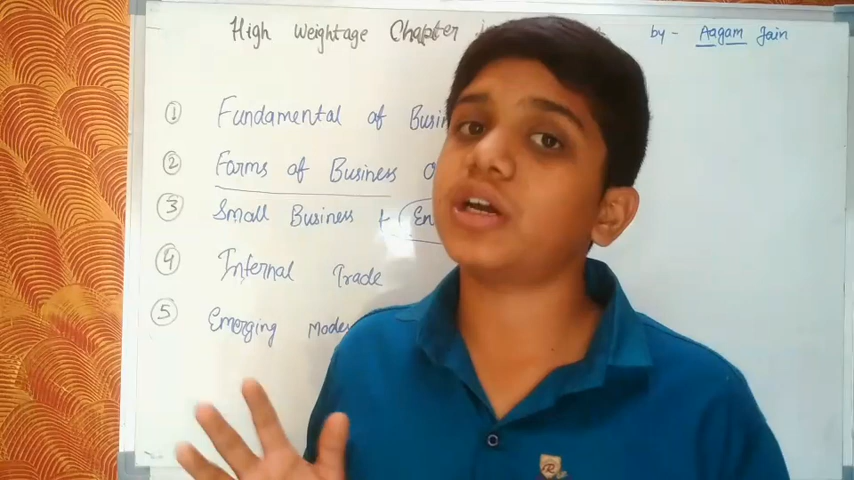 High Weightage Chapter by - Aagam Jain
① Fundamental of Busin
② Forms of Business O
③ Small Business + En
④ Internal Trade
⑤ Emerging Modes